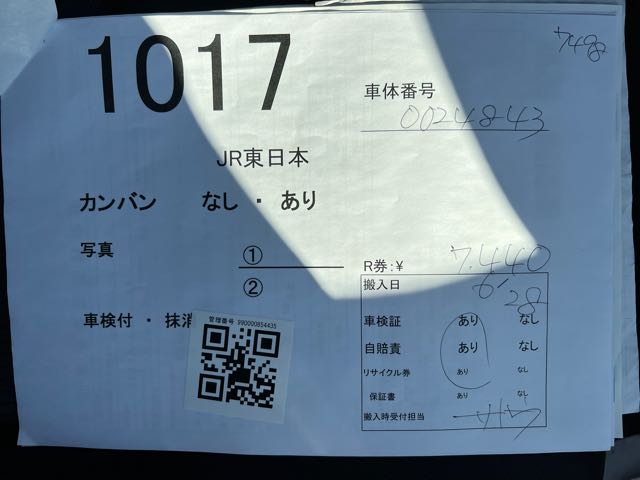 1017
7498
車体番号
0024843
JR東日本
カンバン なし ・ あり
写真 ①
②
R券:¥ 7,440
搬入日 6/28
車検証 あり なし
自賠責 あり なし
リサイクル券 あり なし
保証書 あり なし
搬入時受付担当
車検付 ・ 抹消
管理番号 990000854435